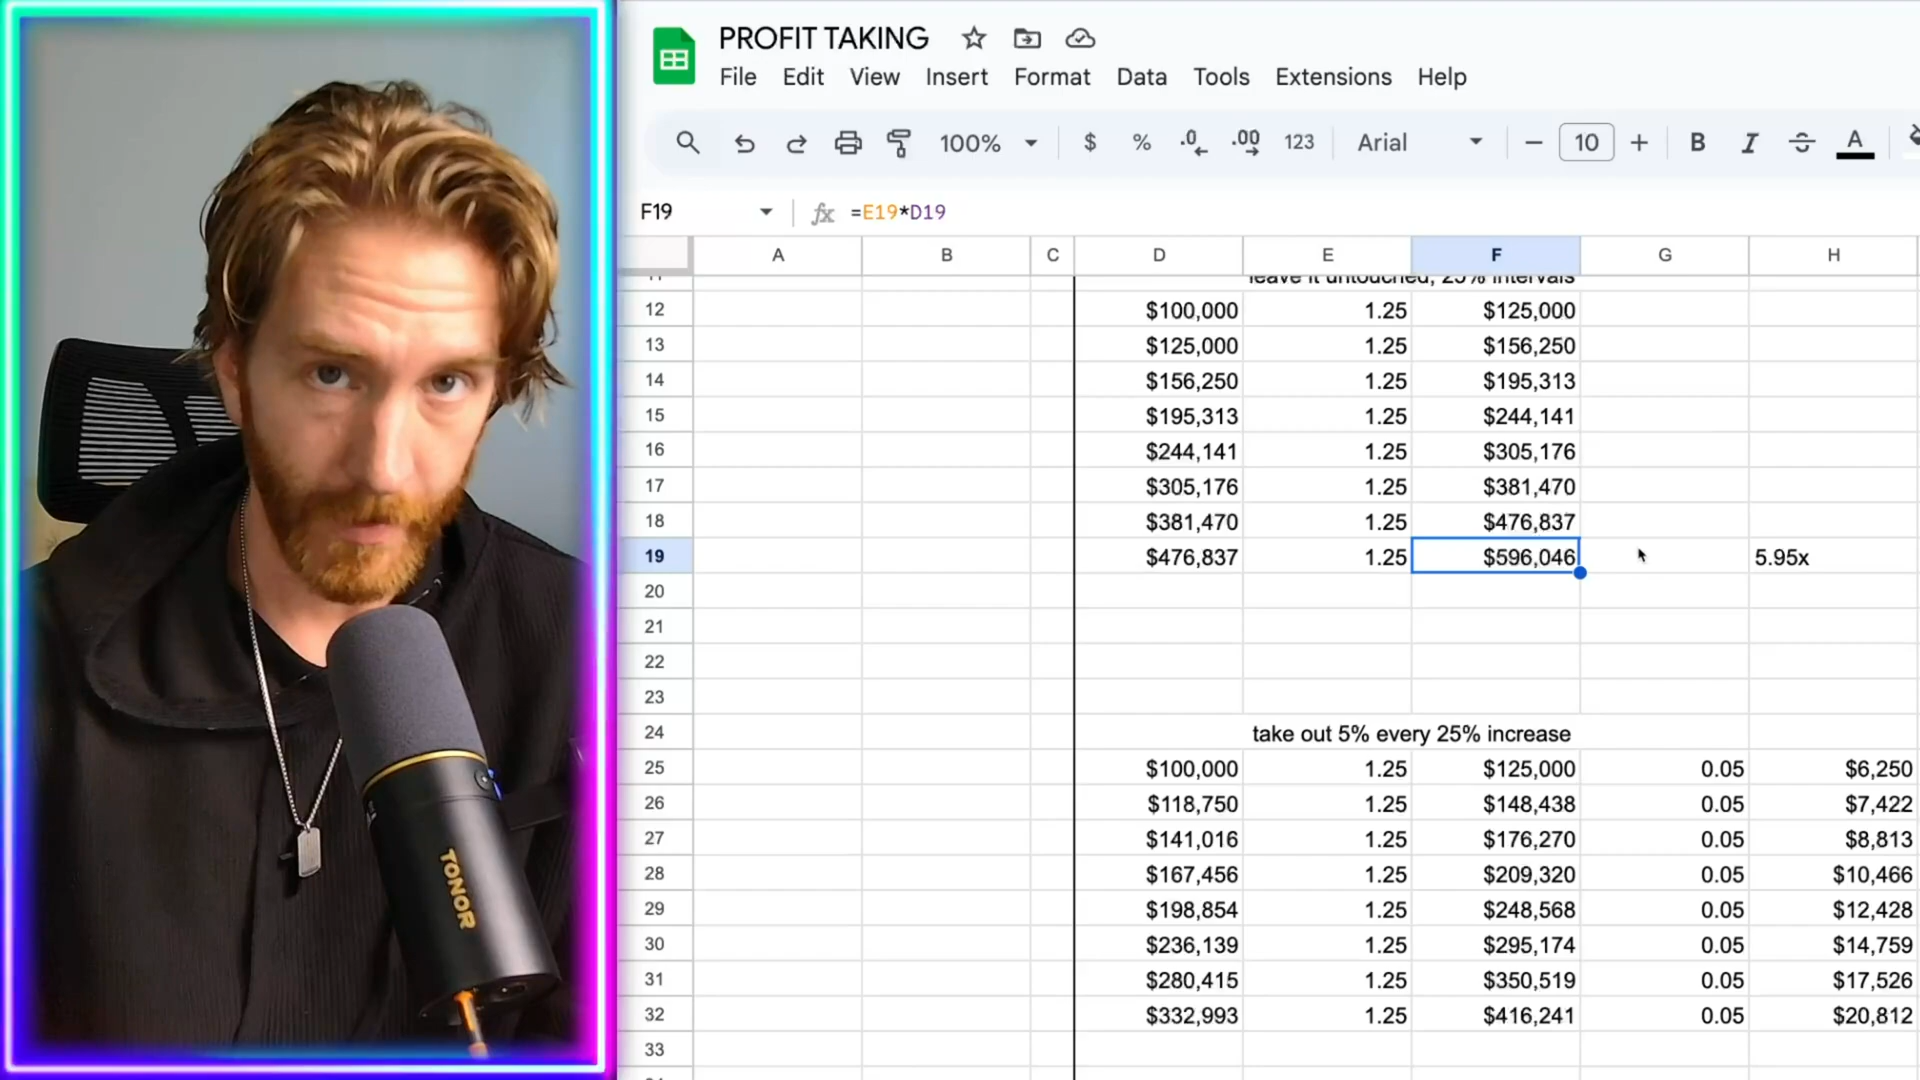 PROFIT TAKING
File Edit View Insert Format Data Tools Extensions Help
100% $ % .0 .00 123 Arial 10 B I S A
F19 fx =E19*D19
A B C D E F G H
leave it untouched, 25% intervals
12 $100,000 1.25 $125,000
13 $125,000 1.25 $156,250
14 $156,250 1.25 $195,313
15 $195,313 1.25 $244,141
16 $244,141 1.25 $305,176
17 $305,176 1.25 $381,470
18 $381,470 1.25 $476,837
19 $476,837 1.25 $596,046 5.95x
20
21
22
23
24 take out 5% every 25% increase
25 $100,000 1.25 $125,000 0.05 $6,250
26 $118,750 1.25 $148,438 0.05 $7,422
27 $141,016 1.25 $176,270 0.05 $8,813
28 $167,456 1.25 $209,320 0.05 $10,466
29 $198,854 1.25 $248,568 0.05 $12,428
30 $236,139 1.25 $295,174 0.05 $14,759
31 $280,415 1.25 $350,519 0.05 $17,526
32 $332,993 1.25 $416,241 0.05 $20,812
33
TONOR